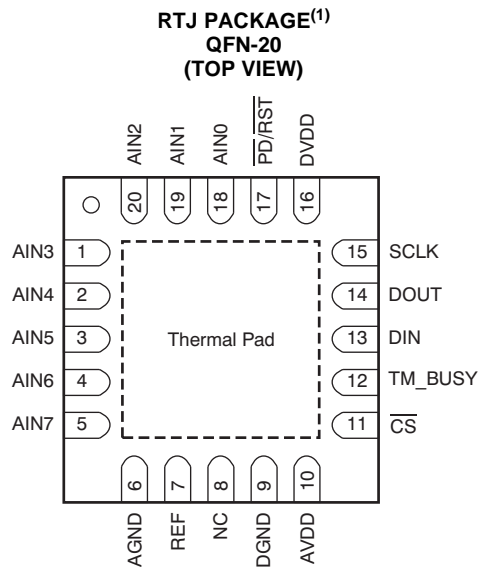 RTJ PACKAGE(1)
QFN-20
(TOP VIEW)
AIN2
AIN1
AIN0
PD/RST
DVDD
20
19
18
17
16
AIN3 1
15 SCLK
AIN4 2
14 DOUT
AIN5 3
Thermal Pad
13 DIN
AIN6 4
12 TM_BUSY
AIN7 5
11 CS
6
7
8
9
10
AGND
REF
NC
DGND
AVDD